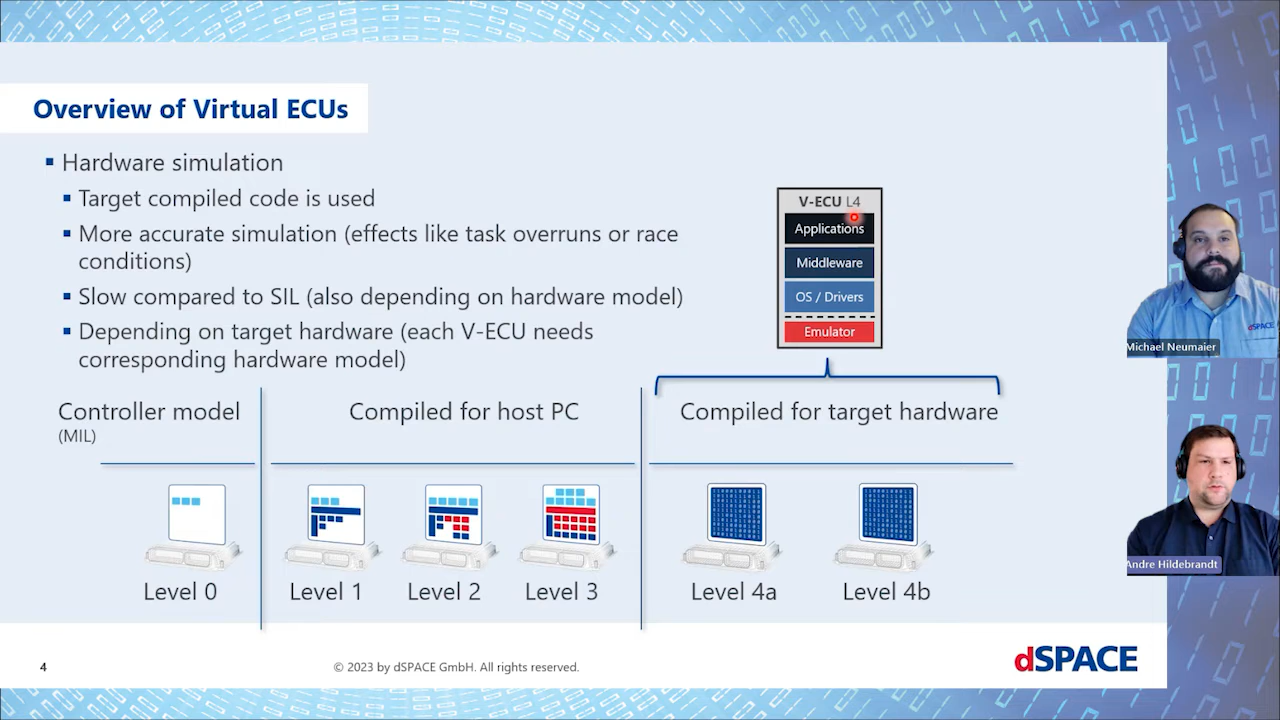 Overview of Virtual ECUs
Hardware simulation
Target compiled code is used
More accurate simulation (effects like task overruns or race
conditions)
Slow compared to SIL (also depending on hardware model)
Depending on target hardware (each V-ECU needs
corresponding hardware model)
V-ECU L4
Applications
Middleware
OS / Drivers
Emulator
Controller model
(MIL)
Compiled for host PC
Compiled for target hardware
Level 0
Level 1
Level 2
Level 3
Level 4a
Level 4b
4
© 2023 by dSPACE GmbH. All rights reserved.
dSPACE
dSPACE
Michael Neumaier
Andre Hildebrandt